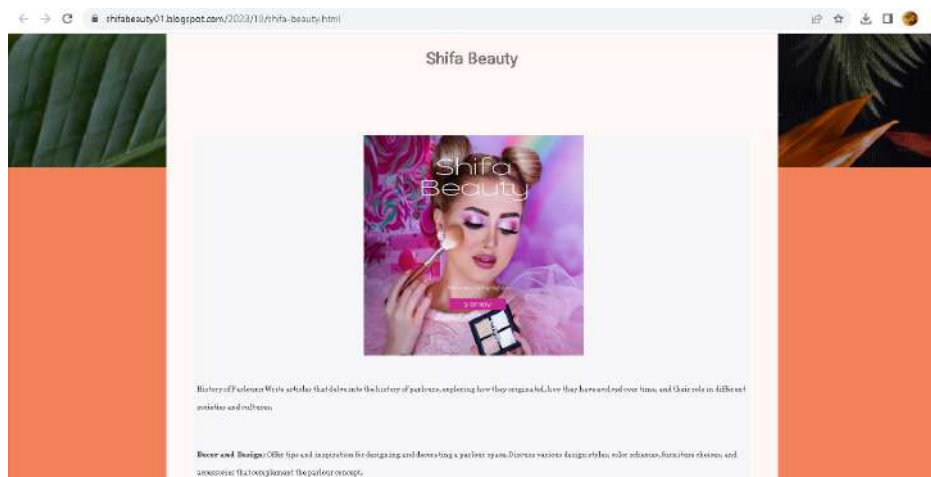 shifabeauty01.blogspot.com/2023/10/shifa-beauty.html
Shifa Beauty
Shifa
Beauty
SHOP NOW
History of Parlours: Write articles that delve into the history of parlours, exploring how they originated, how they have evolved over time, and their role in different
societies and cultures.
Decor and Design: Offer tips and inspiration for designing and decorating a parlour space. Discuss various design styles, color schemes, furniture choices, and
accessories that complement the parlour concept.